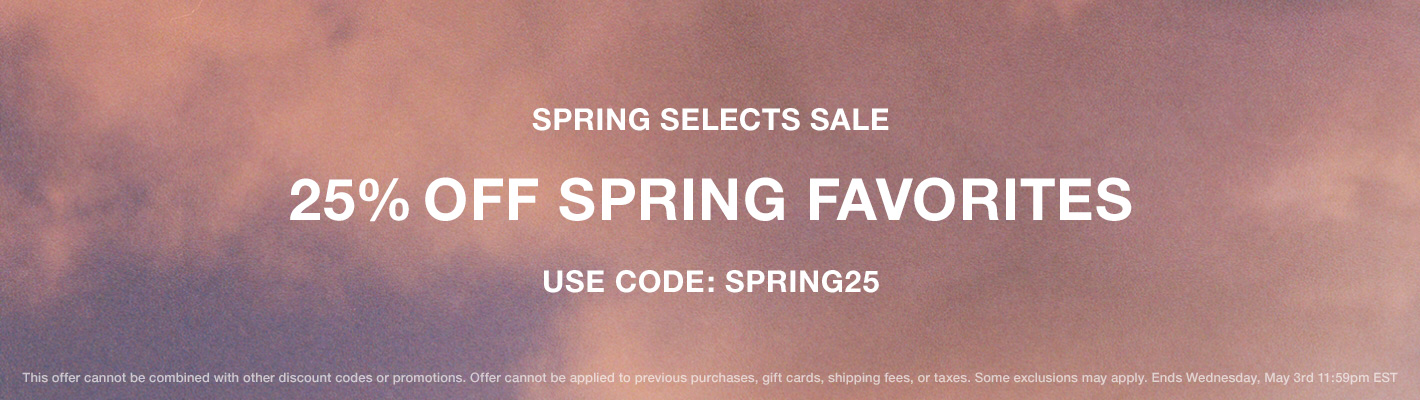 SPRING SELECTS SALE
25% OFF SPRING FAVORITES
USE CODE: SPRING25
This offer cannot be combined with other discount codes or promotions. Offer cannot be applied to previous purchases, gift cards, shipping fees, or taxes. Some exclusions may apply. Ends Wednesday, May 3rd 11:59pm EST